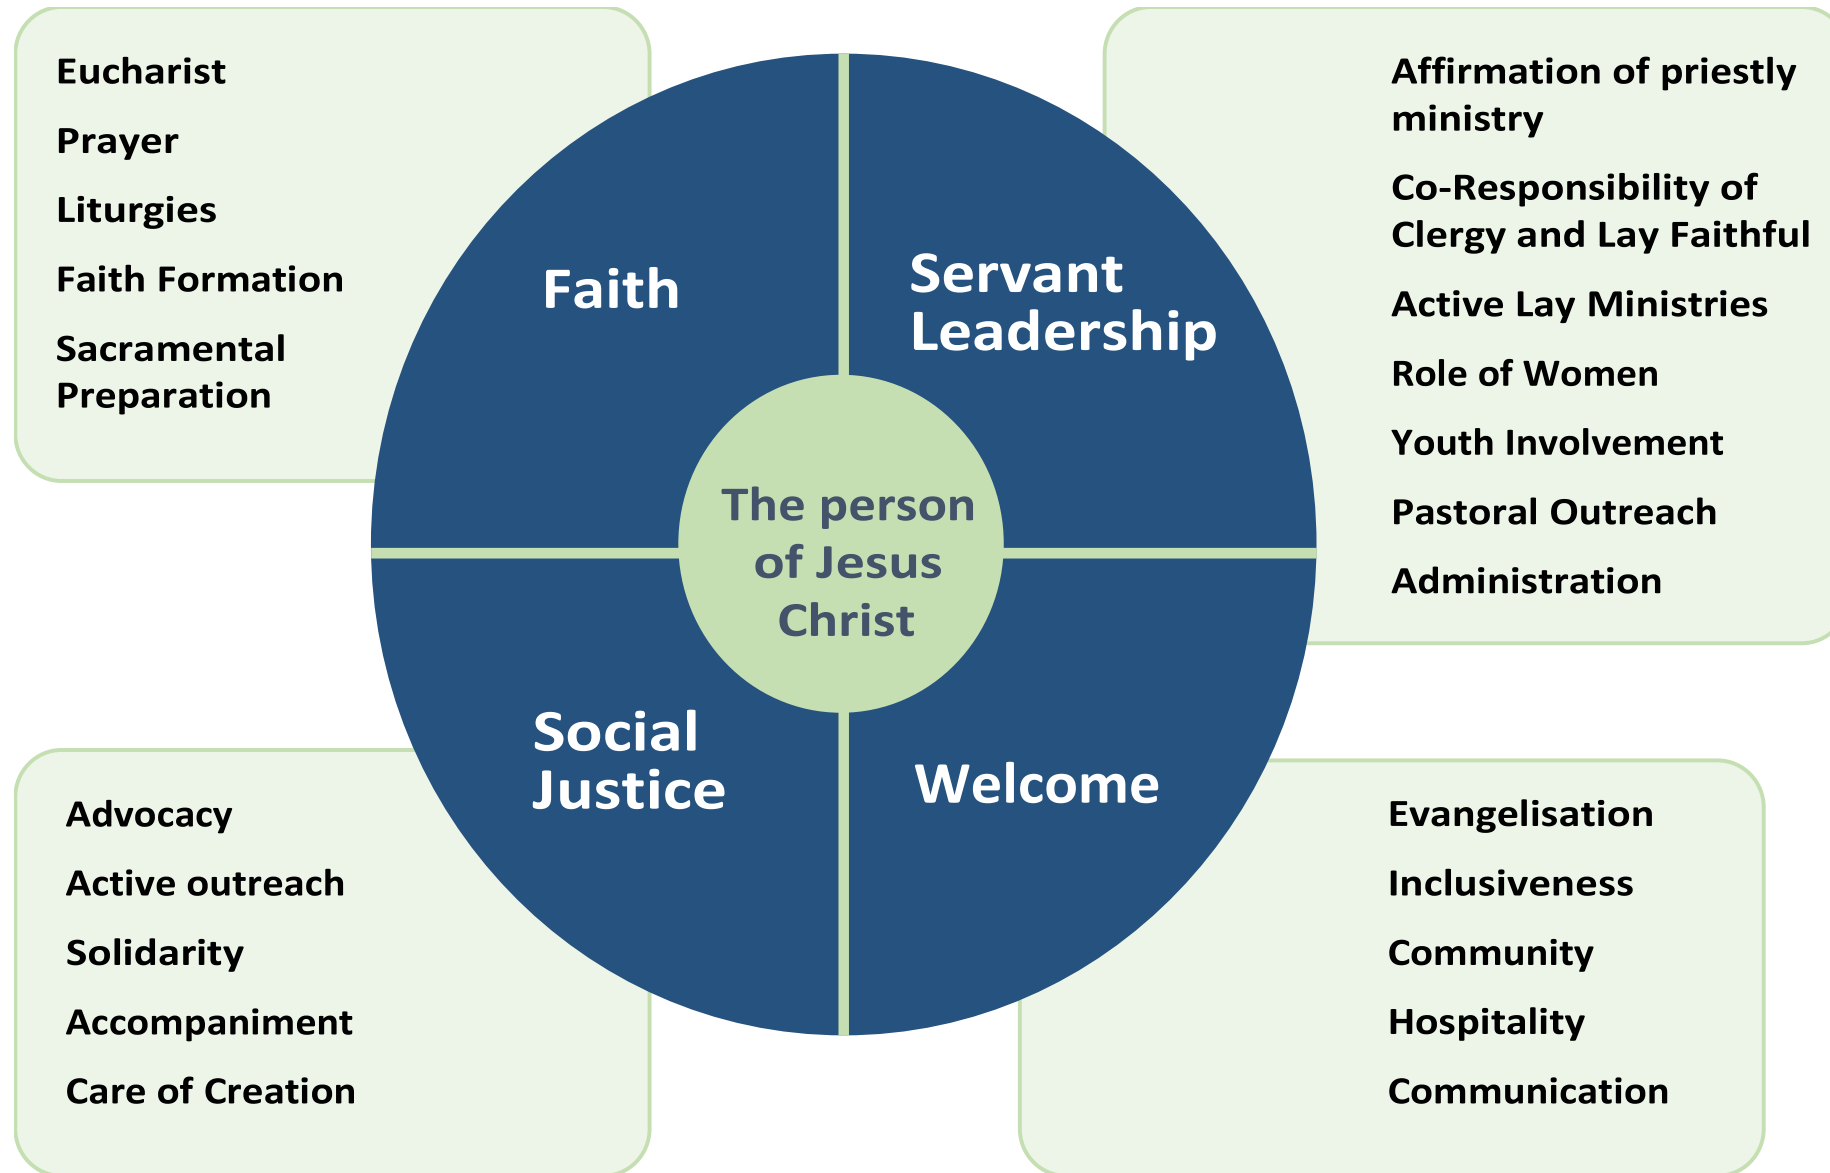 Eucharist
Prayer
Liturgies
Faith Formation
Sacramental
Preparation
Affirmation of priestly
ministry
Co-Responsibility of
Clergy and Lay Faithful
Active Lay Ministries
Role of Women
Youth Involvement
Pastoral Outreach
Administration
Faith
Servant
Leadership
The person
of Jesus
Christ
Social
Justice
Welcome
Advocacy
Active outreach
Solidarity
Accompaniment
Care of Creation
Evangelisation
Inclusiveness
Community
Hospitality
Communication